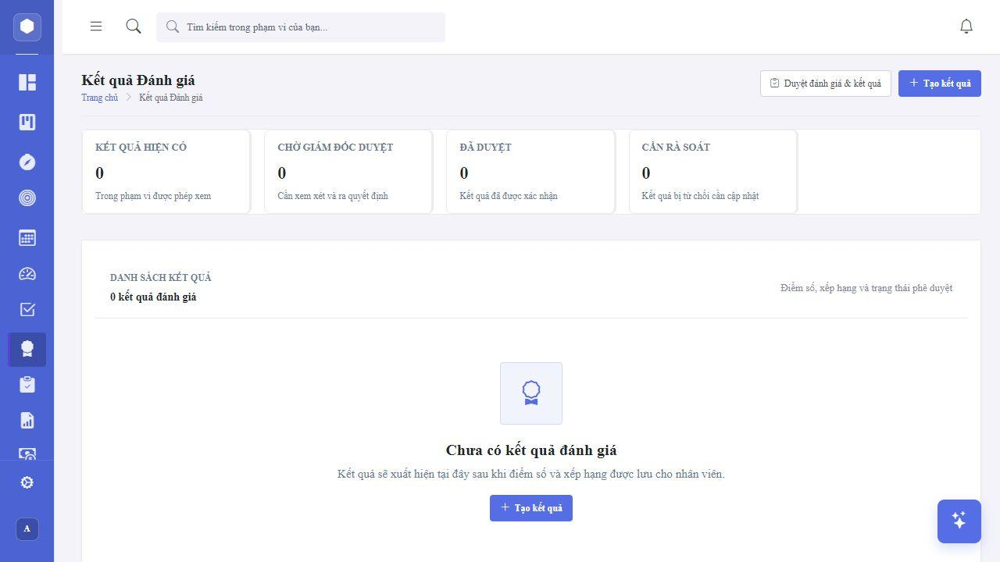 Tìm kiếm trong phạm vi của bạn...
Kết quả Đánh giá
Trang chủ
Kết quả Đánh giá
Duyệt đánh giá & kết quả
Tạo kết quả
KẾT QUẢ HIỆN CÓ
0
Trong phạm vi được phép xem
CHỜ GIÁM ĐỐC DUYỆT
0
Cần xem xét và ra quyết định
ĐÃ DUYỆT
0
Kết quả đã được xác nhận
CẦN RÀ SOÁT
0
Kết quả bị từ chối cần cập nhật
DANH SÁCH KẾT QUẢ
0 kết quả đánh giá
Điểm số, xếp hạng và trạng thái phê duyệt
Chưa có kết quả đánh giá
Kết quả sẽ xuất hiện tại đây sau khi điểm số và xếp hạng được lưu cho nhân viên.
Tạo kết quả
A